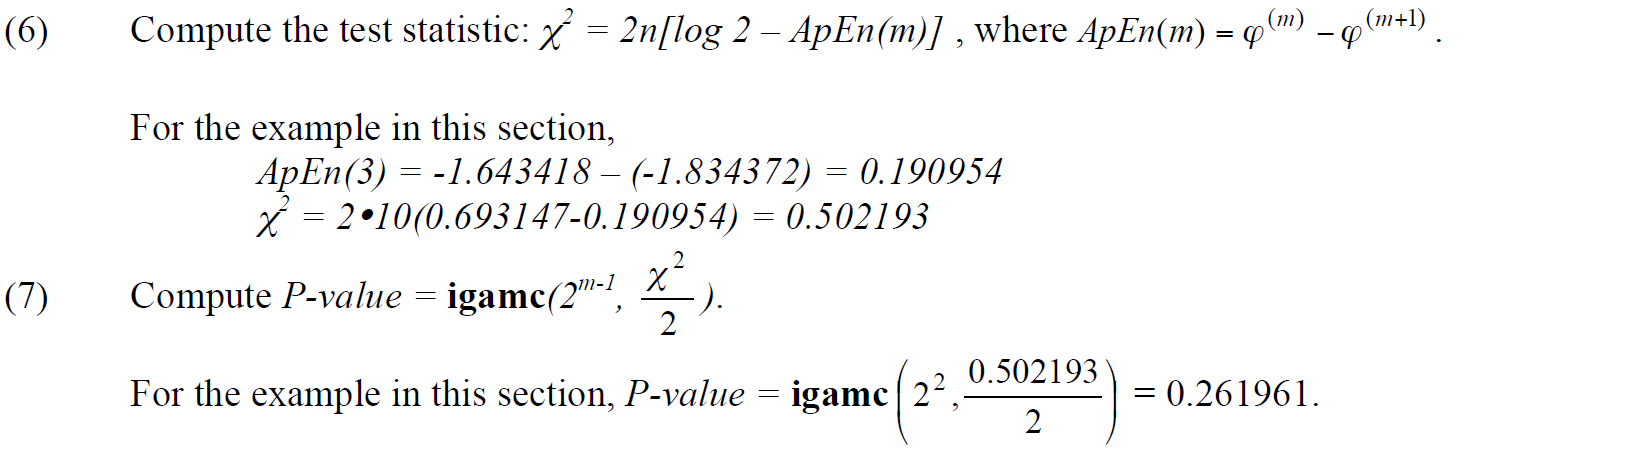 (6) Compute the test statistic: χ² = 2n[log 2 – ApEn(m)] , where ApEn(m) = φ⁽ᵐ⁾ – φ⁽ᵐ⁺¹⁾ .
For the example in this section,
ApEn(3) = -1.643418 – (-1.834372) = 0.190954
χ² = 2•10(0.693147-0.190954) = 0.502193
(7) Compute P-value = igamc(2ᵐ⁻¹, χ²/2).
For the example in this section, P-value = igamc(2², 0.502193/2) = 0.261961.